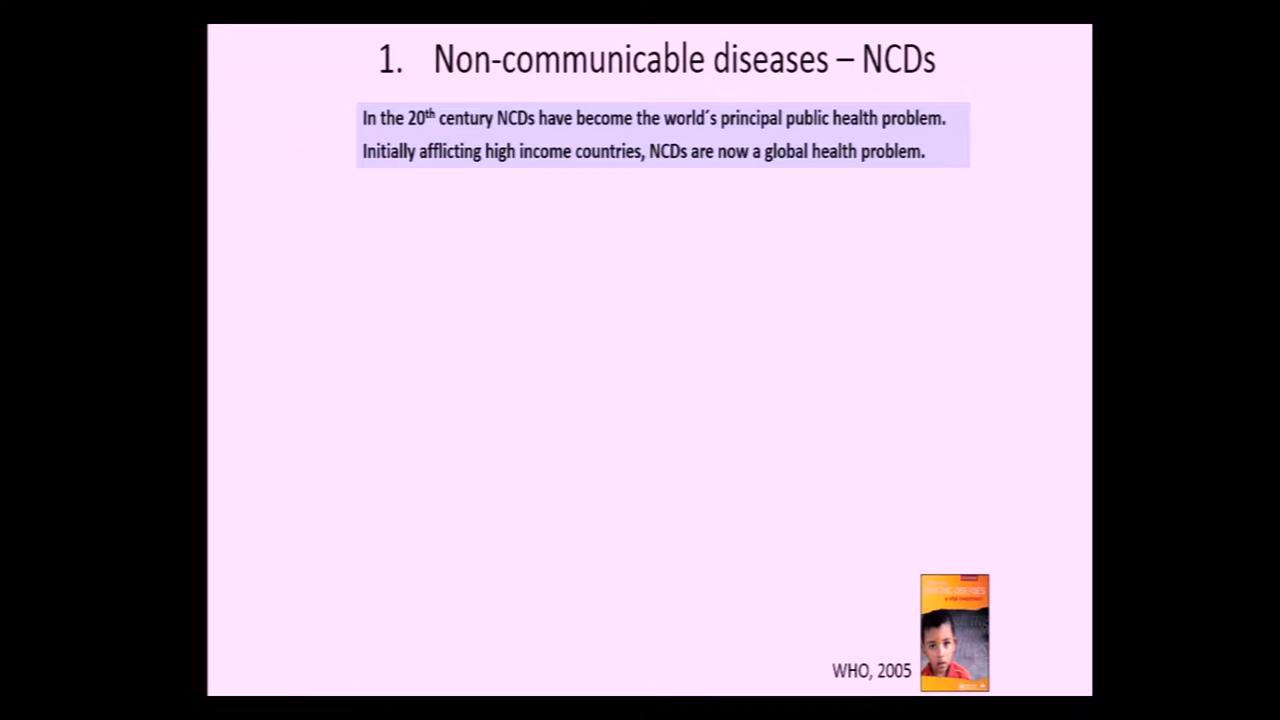 1. Non-communicable diseases – NCDs
In the 20th century NCDs have become the world´s principal public health problem.
Initially afflicting high income countries, NCDs are now a global health problem.
DISEASES
WHO, 2005